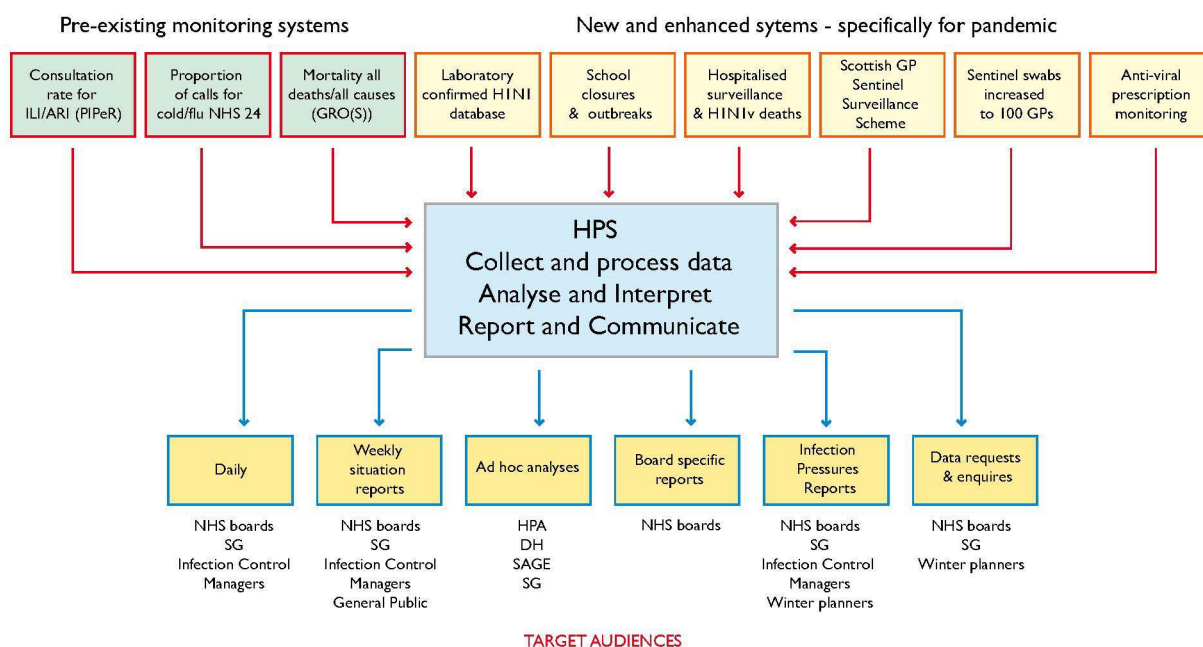 Pre-existing monitoring systems
New and enhanced sytems - specifically for pandemic
Consultation
rate for
ILI/ARI (PIPeR)
Proportion
of calls for
cold/flu NHS 24
Mortality all
deaths/all causes
(GRO(S))
Laboratory
confirmed H1N1
database
School
closures
& outbreaks
Hospitalised
surveillance
& H1N1v deaths
Scottish GP
Sentinel
Surveillance
Scheme
Sentinel swabs
increased
to 100 GPs
Anti-viral
prescription
monitoring
HPS
Collect and process data
Analyse and Interpret
Report and Communicate
Daily
Weekly
situation
reports
Ad hoc analyses
Board specific
reports
Infection
Pressures
Reports
Data requests
& enquires
NHS boards
SG
Infection Control
Managers
NHS boards
SG
Infection Control
Managers
General Public
HPA
DH
SAGE
SG
NHS boards
NHS boards
SG
Infection Control
Managers
Winter planners
NHS boards
SG
Winter planners
TARGET AUDIENCES